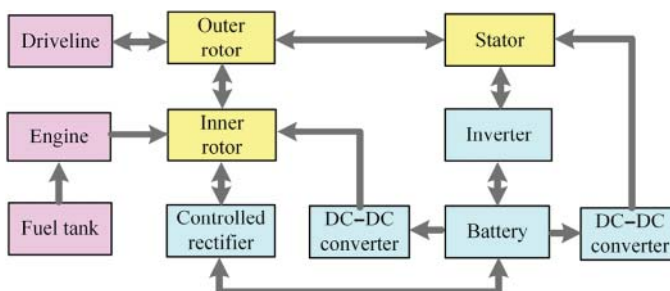 Driveline
Outer
rotor
Stator
Engine
Inner
rotor
Inverter
Fuel tank
Controlled
rectifier
DC–DC
converter
Battery
DC–DC
converter